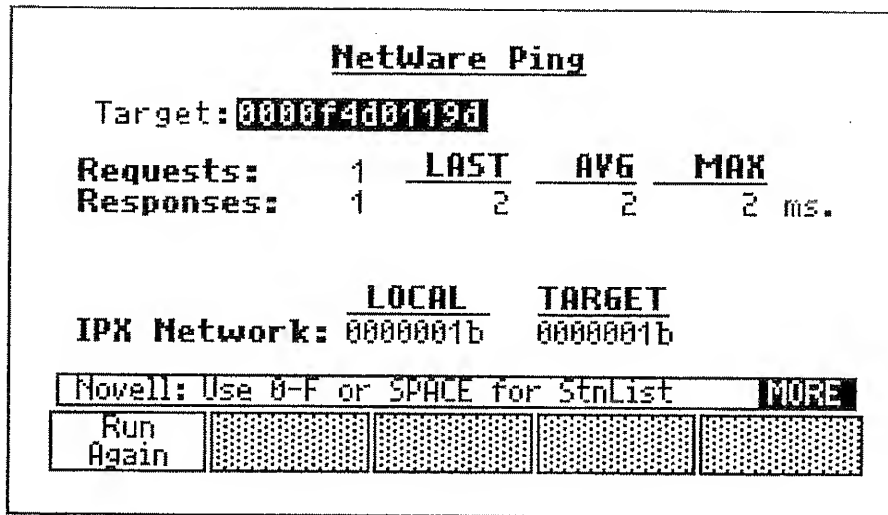 NetWare Ping
Target:0000f4d0119d
Requests: 1 LAST AVG MAX
Responses: 1 2 2 2 ms.
LOCAL TARGET
IPX Network: 0000001b 0000001b
Novell: Use 0-F or SPACE for StnList MORE
Run
Again